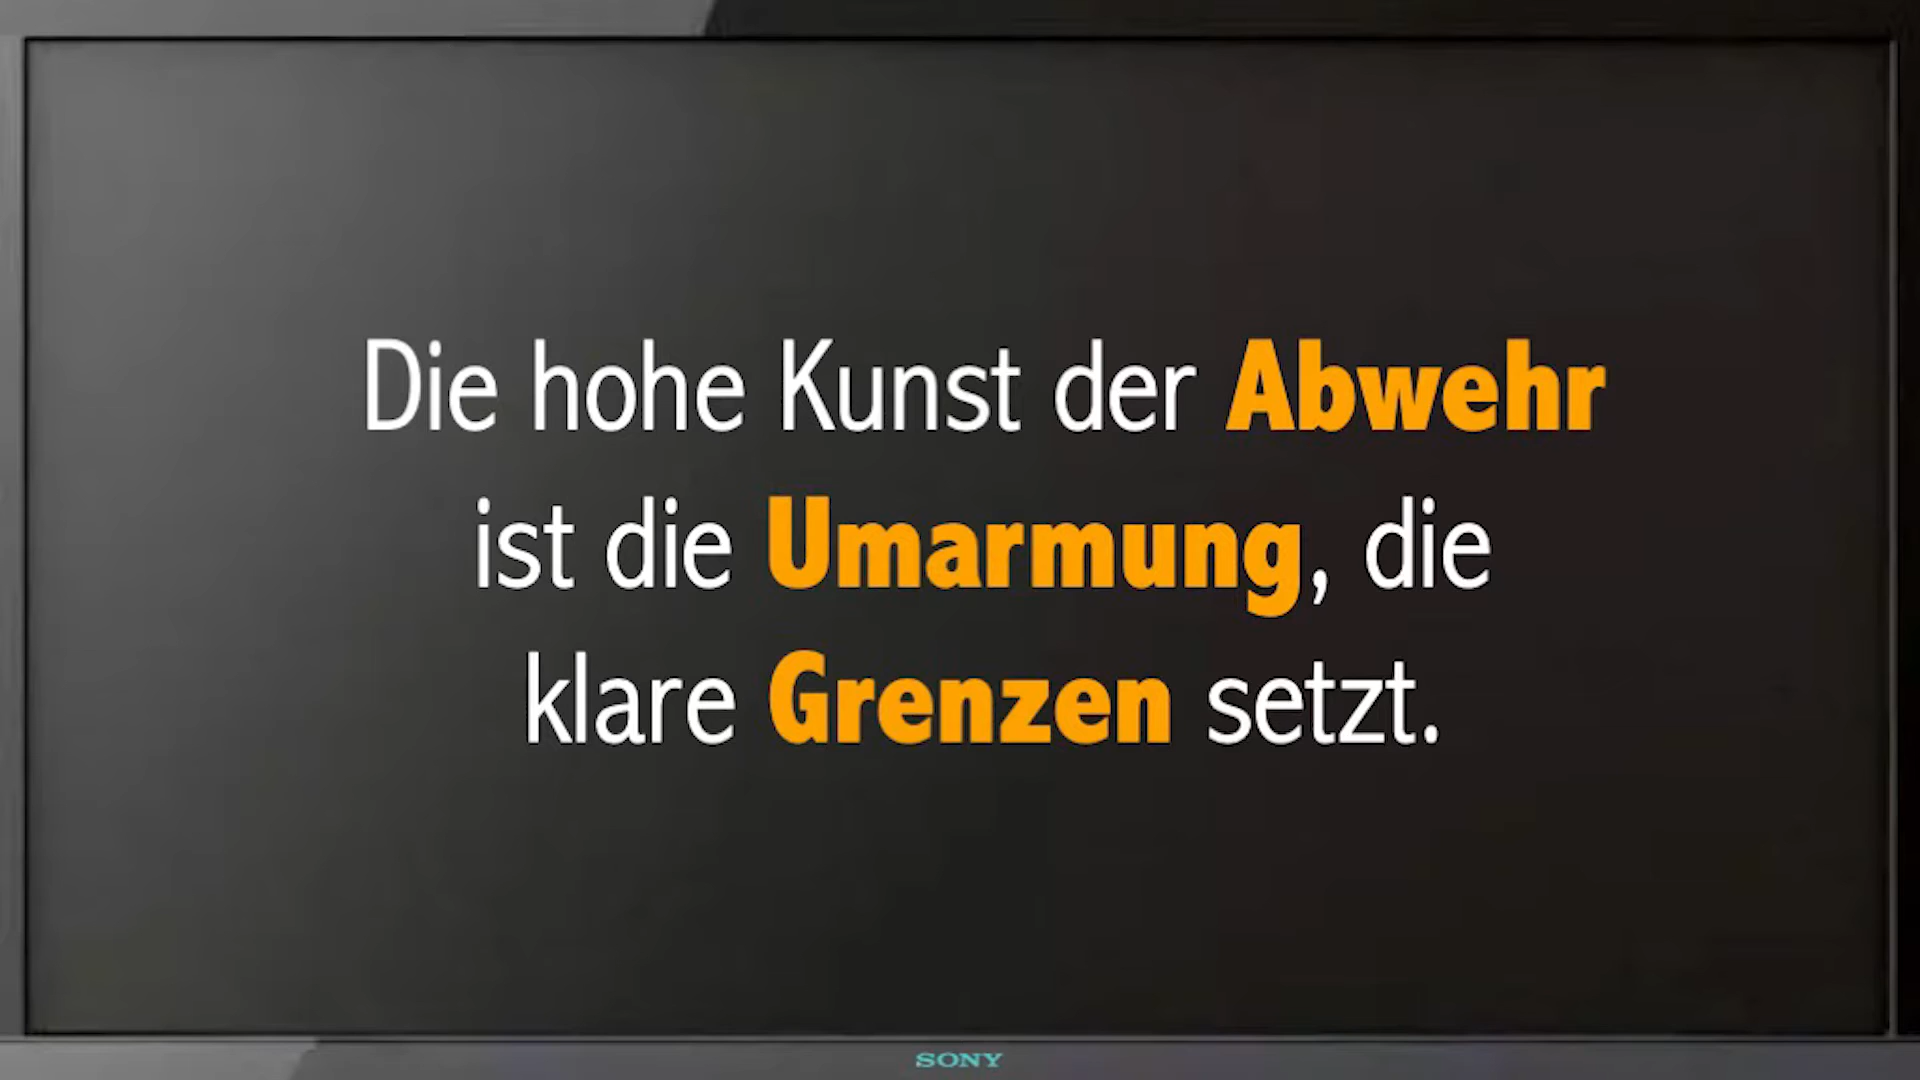 Die hohe Kunst der Abwehr
ist die Umarmung, die
klare Grenzen setzt.
SONY